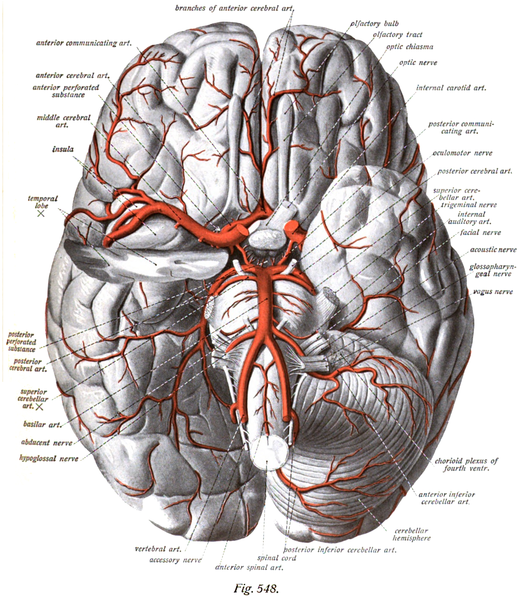 branches of anterior cerebral art.
olfactory bulb
olfactory tract
optic chiasma
optic nerve
internal carotid art.
posterior communi-
cating art.
oculomotor nerve
posterior cerebral art.
superior cere-
bellar art.
trigeminal nerve
internal
auditory art.
facial nerve
acoustic nerve
glossopharyn-
geal nerve
vagus nerve
anterior communicating art.
anterior cerebral art.
anterior perforated
substance
middle cerebral
art.
insula
temporal
lobe
X
posterior
perforated
substance
posterior
cerebral art.
superior
cerebellar
art. X
basilar art.
abducent nerve
hypoglossal nerve
chorioid plexus of
fourth ventr.
anterior inferior
cerebellar art.
cerebellar
hemisphere
vertebral art.
accessory nerve
anterior spinal art.
spinal cord
posterior inferior cerebellar art.
Fig. 548.